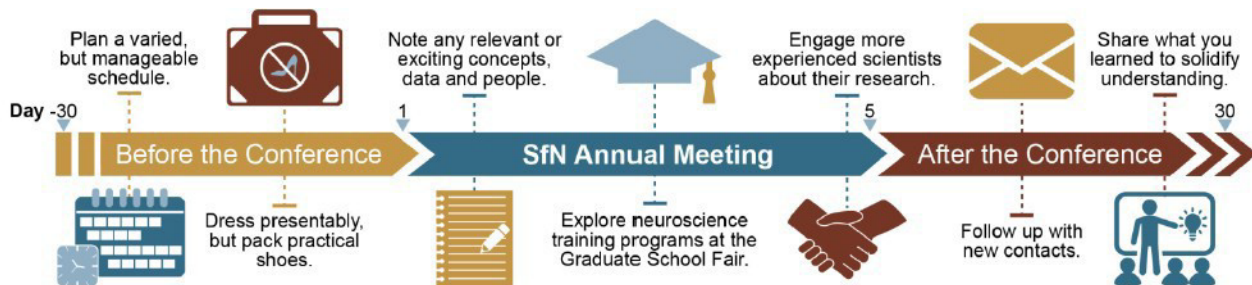 Plan a varied,
but manageable
schedule.
Note any relevant or
exciting concepts,
data and people.
Engage more
experienced scientists
about their research.
Share what you
learned to solidify
understanding.
Day -30
1
5
30
Before the Conference
SfN Annual Meeting
After the Conference
Dress presentably,
but pack practical
shoes.
Explore neuroscience
training programs at the
Graduate School Fair.
Follow up with
new contacts.